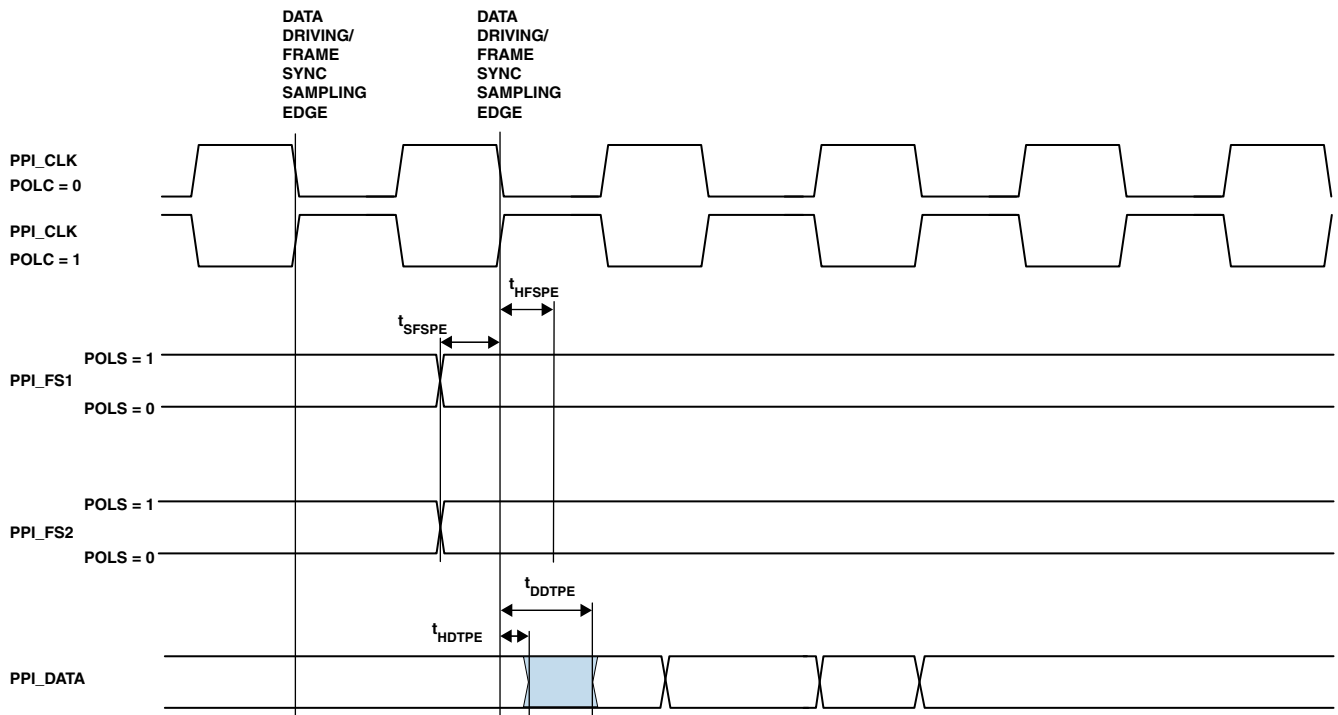 DATA
DRIVING/
FRAME
SYNC
SAMPLING
EDGE
DATA
DRIVING/
FRAME
SYNC
SAMPLING
EDGE
PPI_CLK
POLC = 0
PPI_CLK
POLC = 1
tHFSPE
tSFSPE
POLS = 1
PPI_FS1
POLS = 0
POLS = 1
PPI_FS2
POLS = 0
tDDTPE
tHDTPE
PPI_DATA